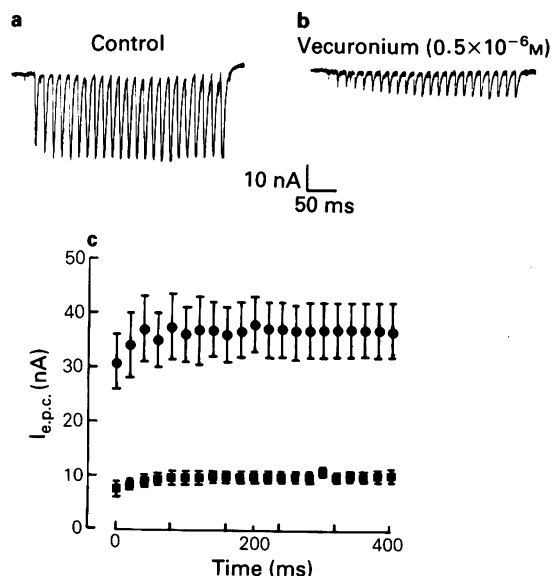 a
Control
b
Vecuronium (0.5×10⁻⁶M)
10 nA
50 ms
c
50
40
30
20
10
0
I e.p.c. (nA)
0
200
400
Time (ms)